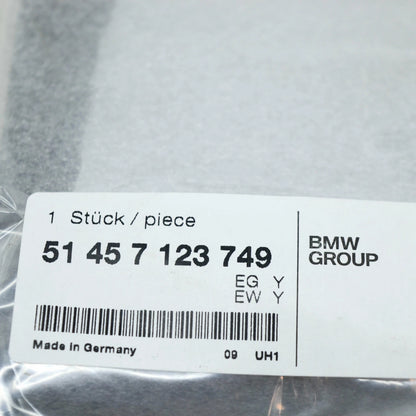 1 Stück / piece
51 45 7 123 749
EG Y
EW Y
Made in Germany 09 UH1
BMW
GROUP